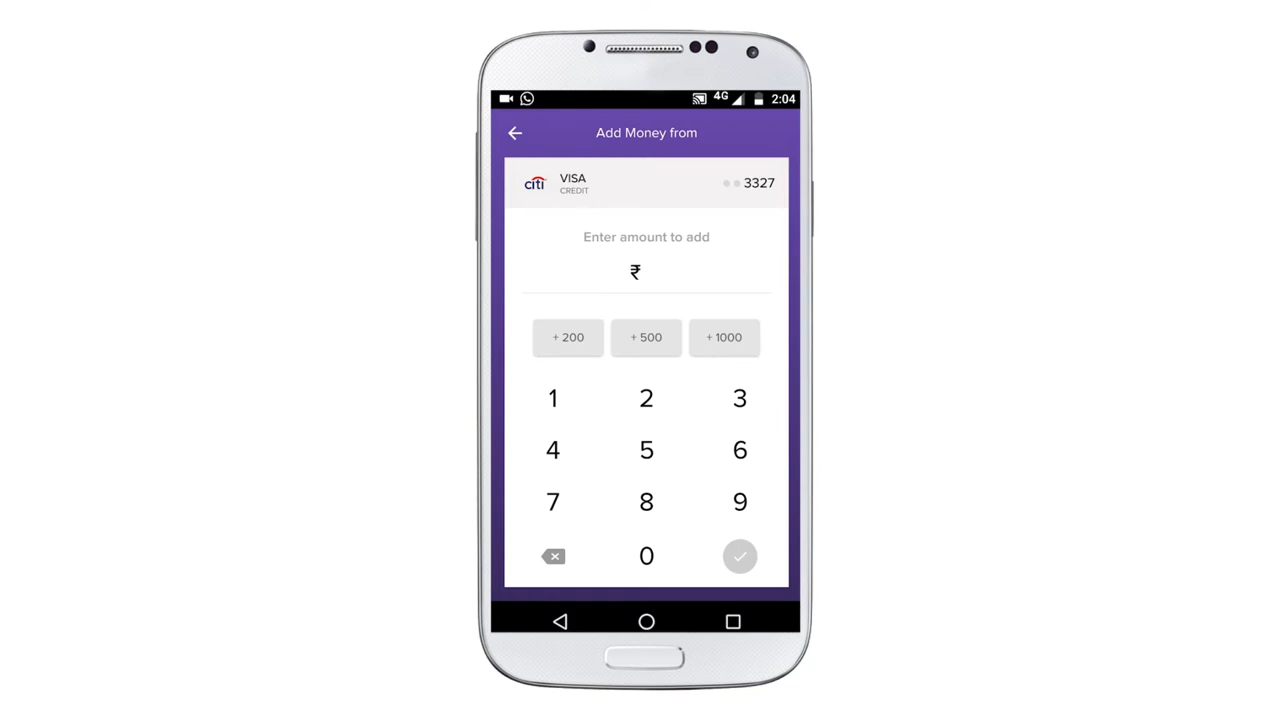 4G 2:04
Add Money from
citi VISA 3327
CREDIT
Enter amount to add
₹
+ 200 + 500 + 1000
1 2 3
4 5 6
7 8 9
0